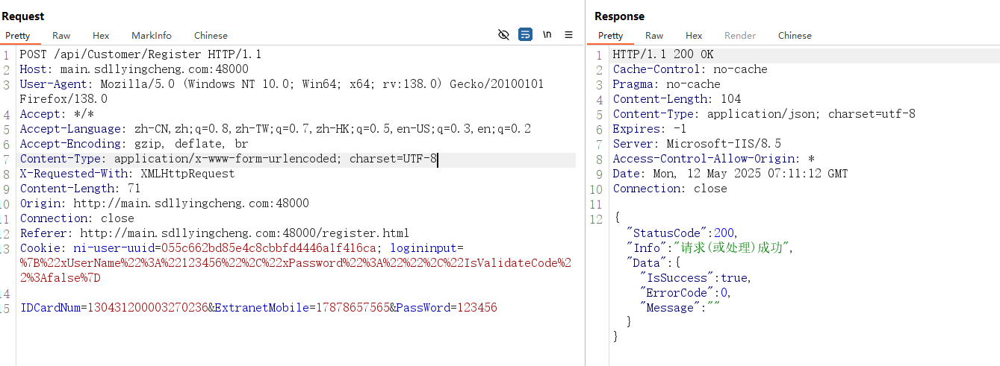 Request
Pretty Raw Hex MarkInfo Chinese \n
1 POST /api/Customer/Register HTTP/1.1
2 Host: main.sdllyingcheng.com:48000
3 User-Agent: Mozilla/5.0 (Windows NT 10.0; Win64; x64; rv:138.0) Gecko/20100101
Firefox/138.0
4 Accept: */*
5 Accept-Language: zh-CN,zh;q=0.8,zh-TW;q=0.7,zh-HK;q=0.5,en-US;q=0.3,en;q=0.2
6 Accept-Encoding: gzip, deflate, br
7 Content-Type: application/x-www-form-urlencoded; charset=UTF-8
8 X-Requested-With: XMLHttpRequest
9 Content-Length: 71
10 Origin: http://main.sdllyingcheng.com:48000
11 Connection: close
12 Referer: http://main.sdllyingcheng.com:48000/register.html
13 Cookie: ni-user-uuid=055c662bd85e4c8cbbfd4446a1f416ca; logininput=
%7B%22xUserName%22%3A%22123456%22%2C%22xPassword%22%3A%22%22%2C%22IsValidateCode%2
2%3Afalse%7D
14
15 IDCardNum=130431200003270236&ExtranetMobile=17878657565&PassWord=123456
Response
Pretty Raw Hex Render Chinese
1 HTTP/1.1 200 OK
2 Cache-Control: no-cache
3 Pragma: no-cache
4 Content-Length: 104
5 Content-Type: application/json; charset=utf-8
6 Expires: -1
7 Server: Microsoft-IIS/8.5
8 Access-Control-Allow-Origin: *
9 Date: Mon, 12 May 2025 07:11:12 GMT
10 Connection: close
11
12 {
"StatusCode":200,
"Info":"请求(或处理)成功",
"Data":{
"IsSuccess":true,
"ErrorCode":0,
"Message":""
}
}